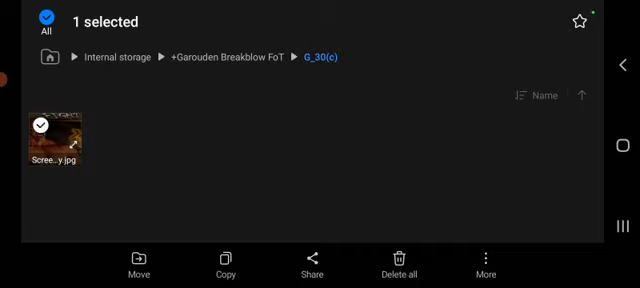 1 selected
All
Internal storage ▶ +Garouden Breakblow FoT ▶ G_30(c)
Name
Scree...y.jpg
Move Copy Share Delete all More